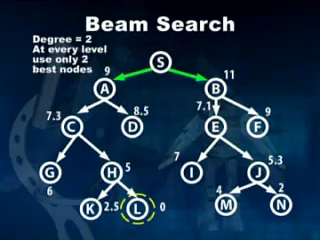 Beam Search
Degree = 2
At every level
use only 2
best nodes
S
9
11
A
B
7.3
8.5
7.1
9
C
D
E
F
7
5.3
G
H
5
I
J
6
4
2
K
2.5
L
0
M
N